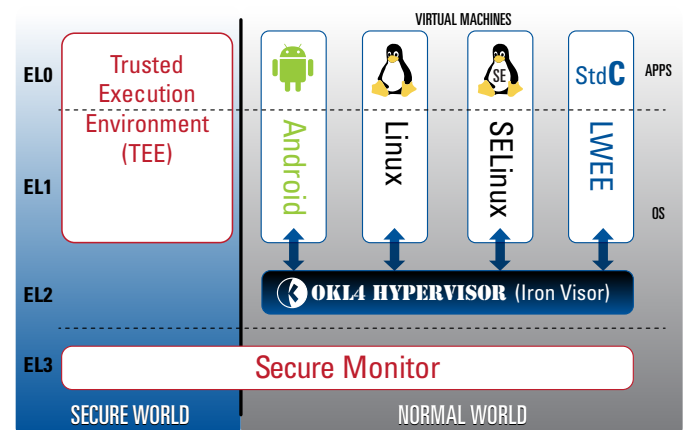 VIRTUAL MACHINES
EL0
Trusted
Execution
Environment
(TEE)
SE
StdC
APPS
Android
Linux
SELinux
LWEE
EL1
OS
EL2
OKL4 HYPERVISOR (Iron Visor)
EL3
Secure Monitor
SECURE WORLD
NORMAL WORLD